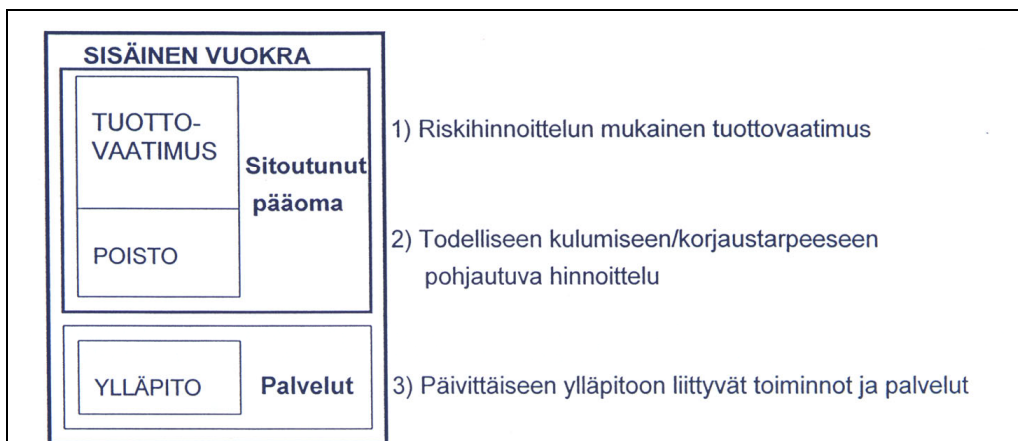 SISÄINEN VUOKRA
TUOTTO-
VAATIMUS
Sitoutunut
pääoma
POISTO
1) Riskihinnoittelun mukainen tuottovaatimus
2) Todelliseen kulumiseen/korjaustarpeeseen
pohjautuva hinnoittelu
YLLÄPITO
Palvelut
3) Päivittäiseen ylläpitoon liittyvät toiminnot ja palvelut